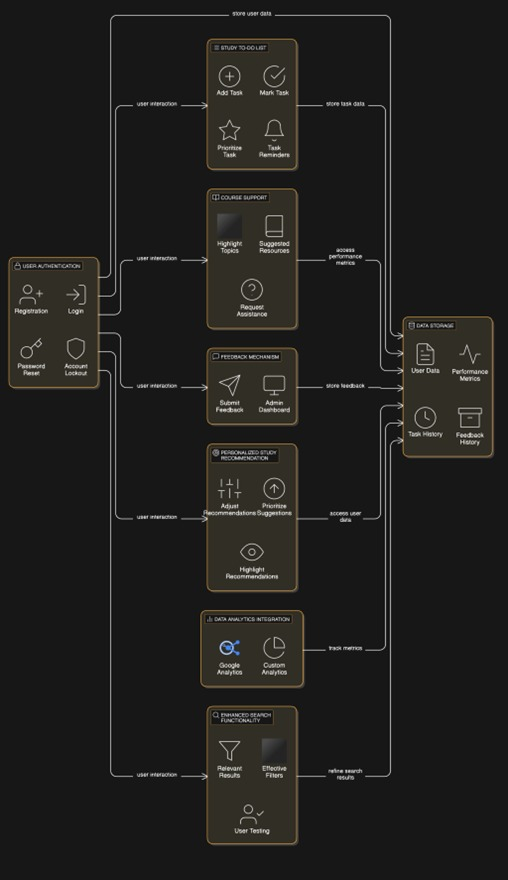 store user data
STUDY TO-DO LIST
Add Task
Mark Task
Prioritize
Task
Task
Reminders
user interaction
store task data
COURSE SUPPORT
Highlight
Topics
Suggested
Resources
Request
Assistance
user interaction
access
performance
metrics
USER AUTHENTICATION
Registration
Login
Password
Reset
Account
Lockout
DATA STORAGE
User Data
Performance
Metrics
Task History
Feedback
History
FEEDBACK MECHANISM
Submit
Feedback
Admin
Dashboard
user interaction
store feedback
PERSONALIZED STUDY
RECOMMENDATION
Adjust
Recommendations
Prioritize
Suggestions
Highlight
Recommendations
user interaction
access user
data
DATA ANALYTICS INTEGRATION
Google
Analytics
Custom
Analytics
track metrics
ENHANCED SEARCH
FUNCTIONALITY
Relevant
Results
Effective
Filters
User Testing
user interaction
refine search
results